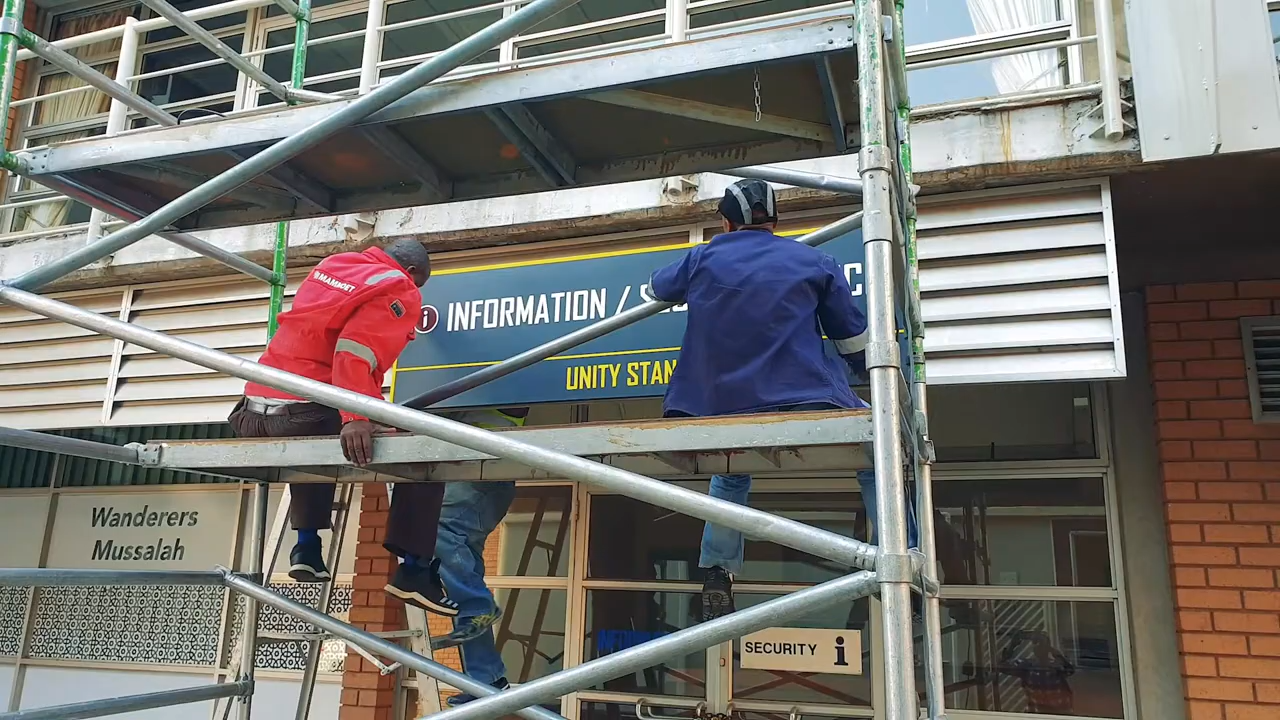 MAMMOET
INFORMATION /
UNITY STAN
Wanderers
Mussalah
SECURITY i